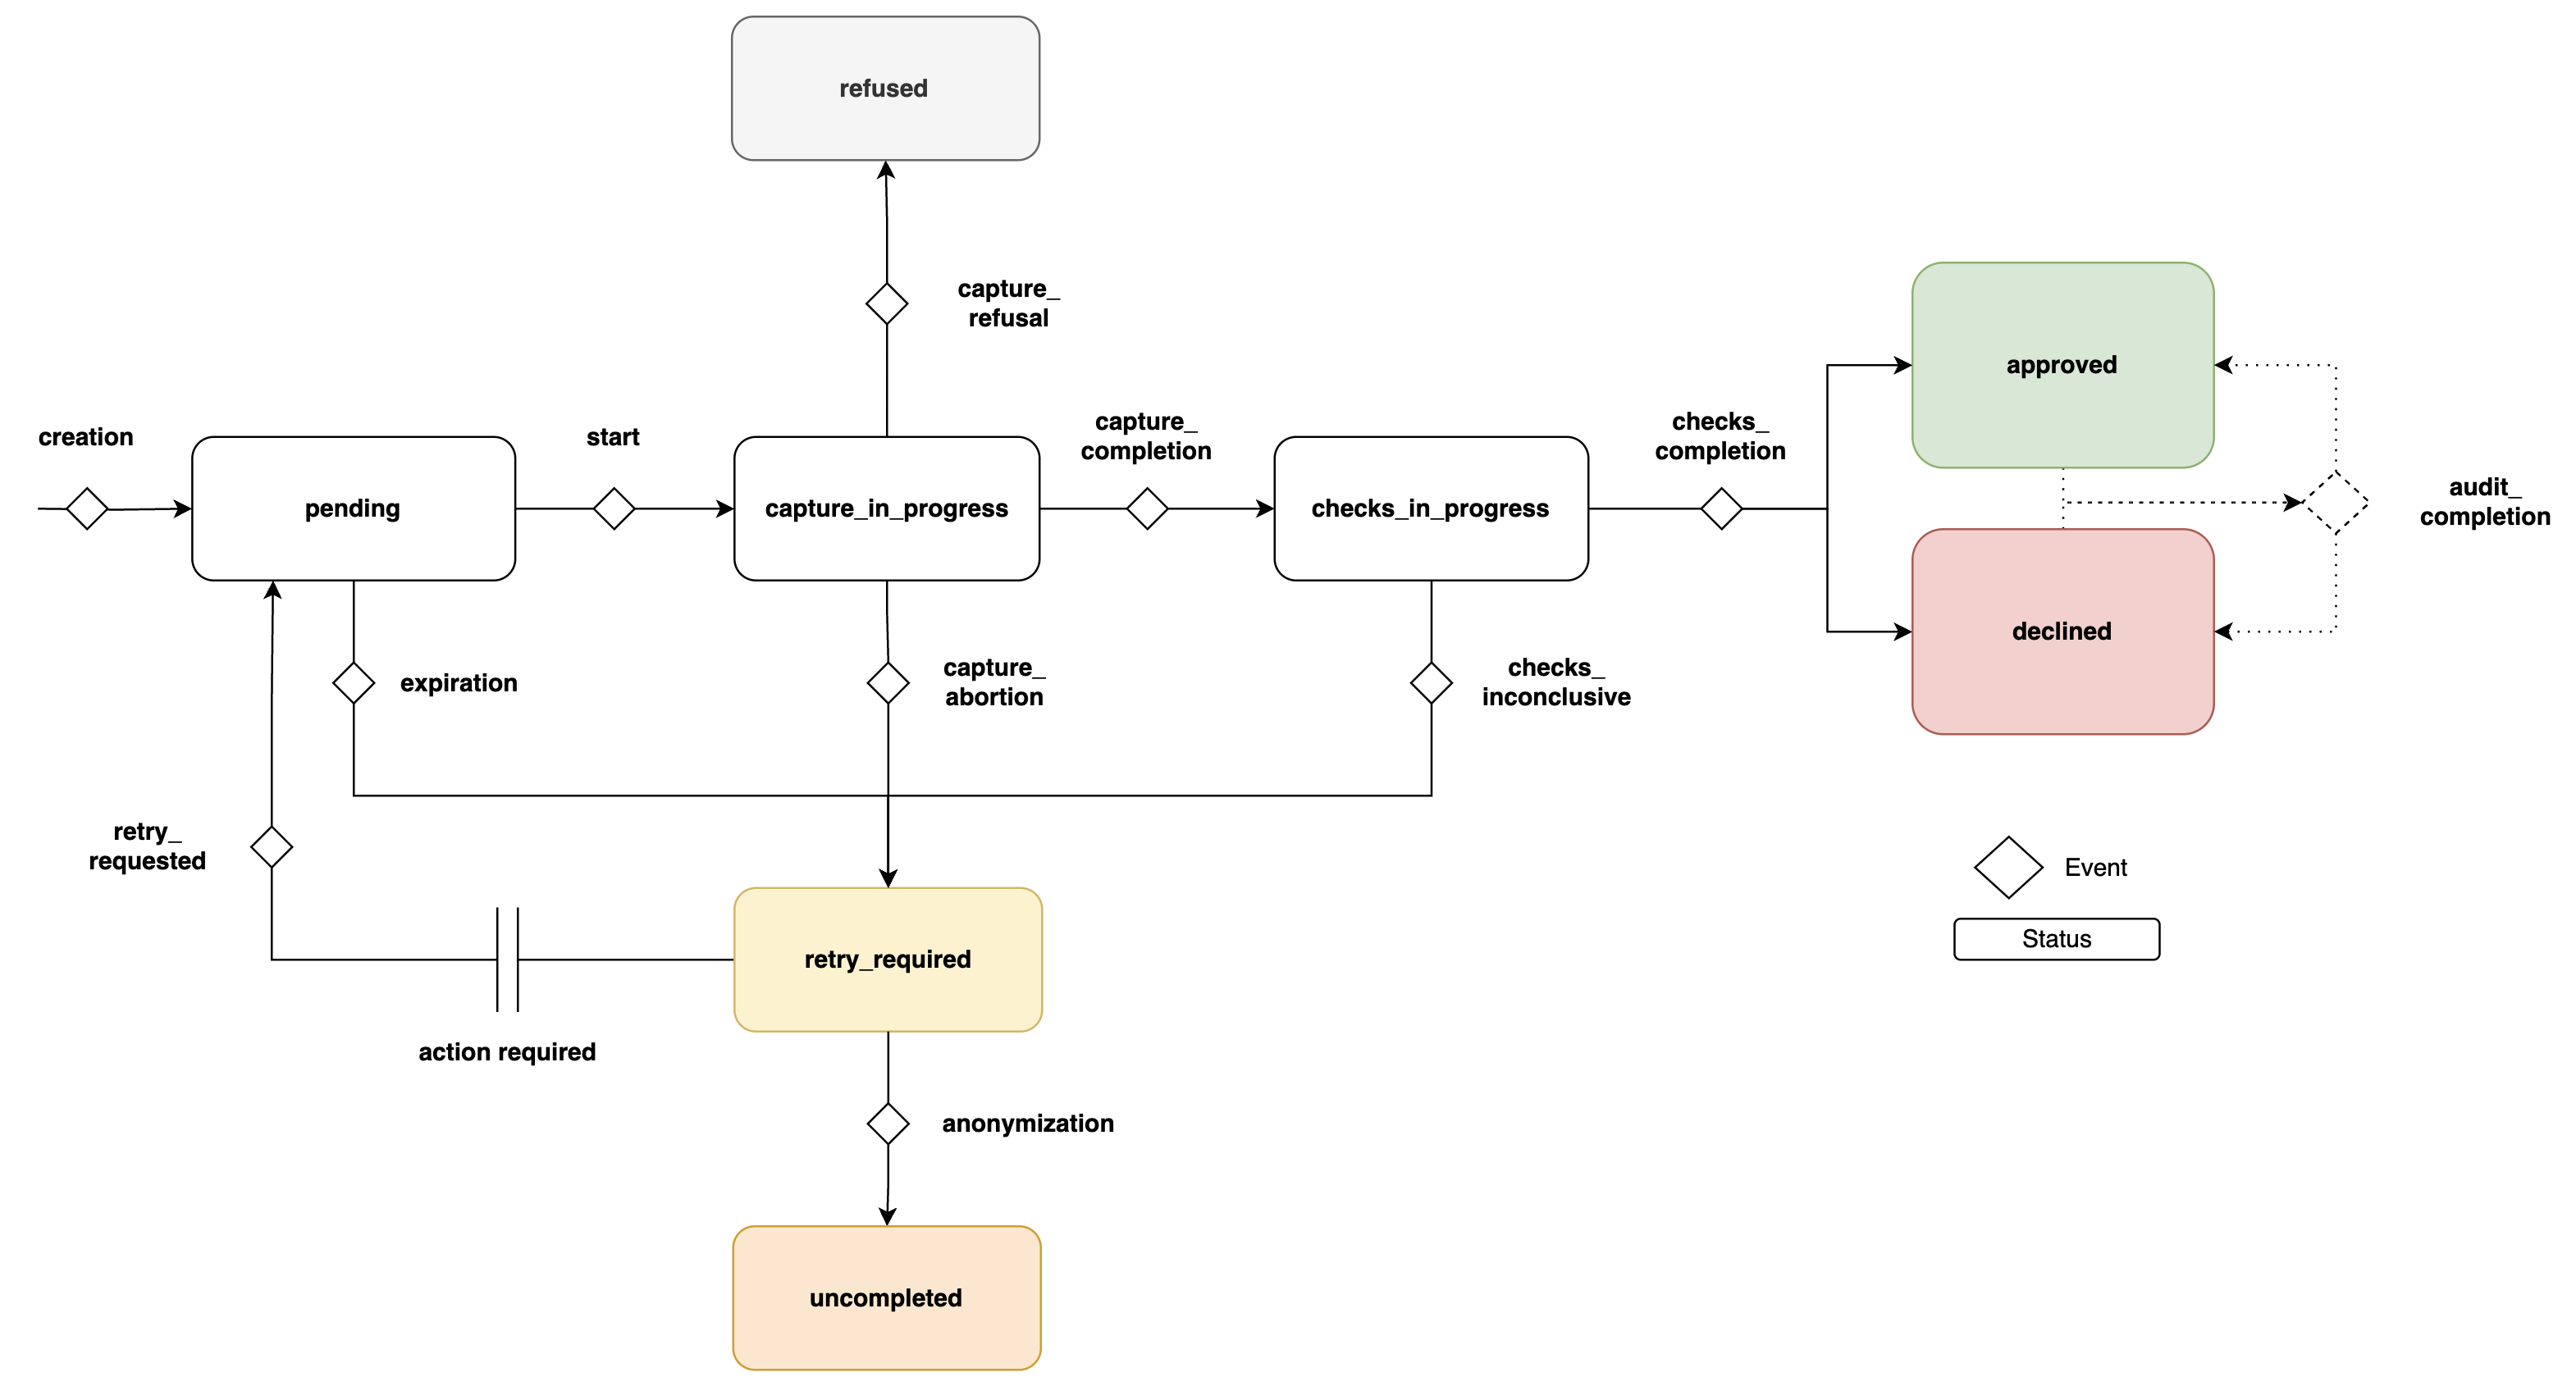 refused
capture_
refusal
creation
start
capture_
completion
checks_
completion
approved
pending
capture_in_progress
checks_in_progress
audit_
completion
declined
expiration
capture_
abortion
checks_
inconclusive
retry_
requested
Event
Status
retry_required
action required
anonymization
uncompleted